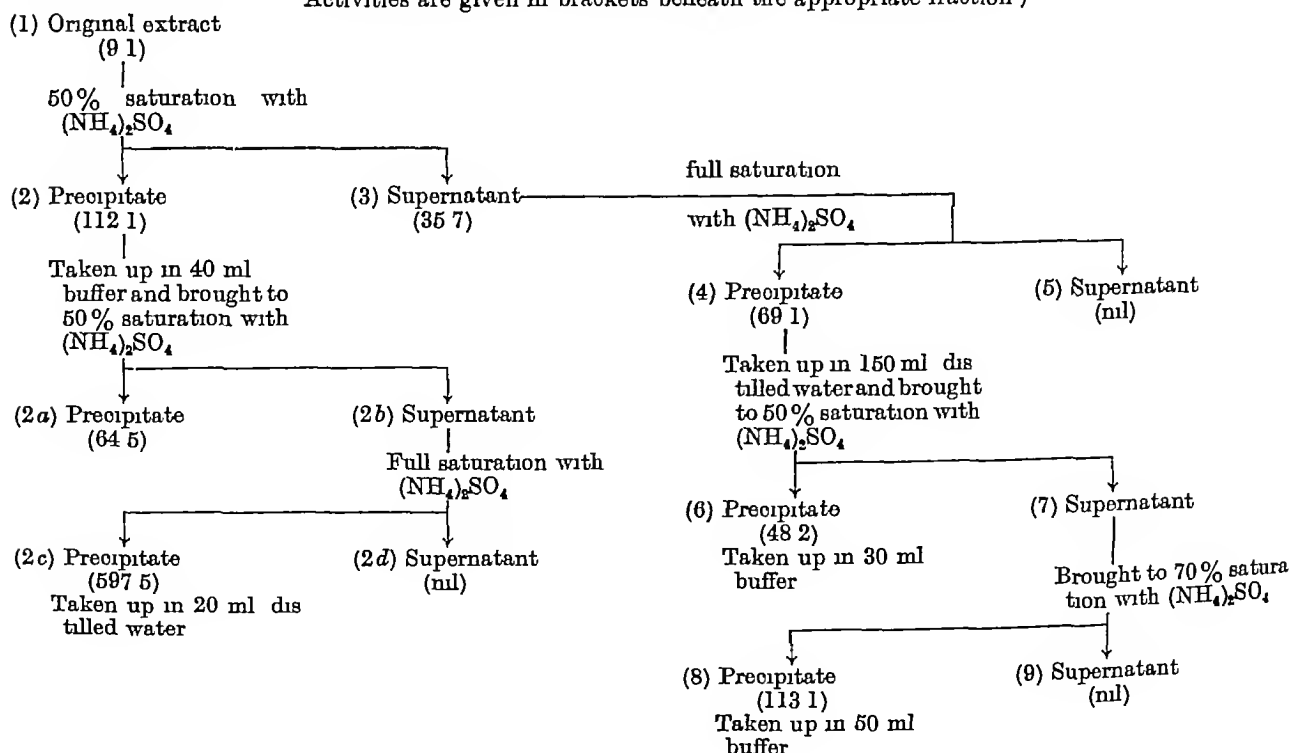 Activities are given in brackets beneath the appropriate fraction )
(1) Original extract
(9 1)
50% saturation with
(NH₄)₂SO₄
(2) Precipitate
(112 1)
(3) Supernatant
(35 7)
full saturation
with (NH₄)₂SO₄
Taken up in 40 ml
buffer and brought to
50% saturation with
(NH₄)₂SO₄
(4) Precipitate
(69 1)
(5) Supernatant
(nil)
Taken up in 150 ml dis
tilled water and brought
to 50% saturation with
(NH₄)₂SO₄
(2a) Precipitate
(64 5)
(2b) Supernatant
Full saturation with
(NH₄)₂SO₄
(2c) Precipitate
(597 5)
Taken up in 20 ml dis
tilled water
(2d) Supernatant
(nil)
(6) Precipitate
(48 2)
Taken up in 30 ml
buffer
(7) Supernatant
Brought to 70% satura
tion with (NH₄)₂SO₄
(8) Precipitate
(113 1)
Taken up in 50 ml
buffer
(9) Supernatant
(nil)